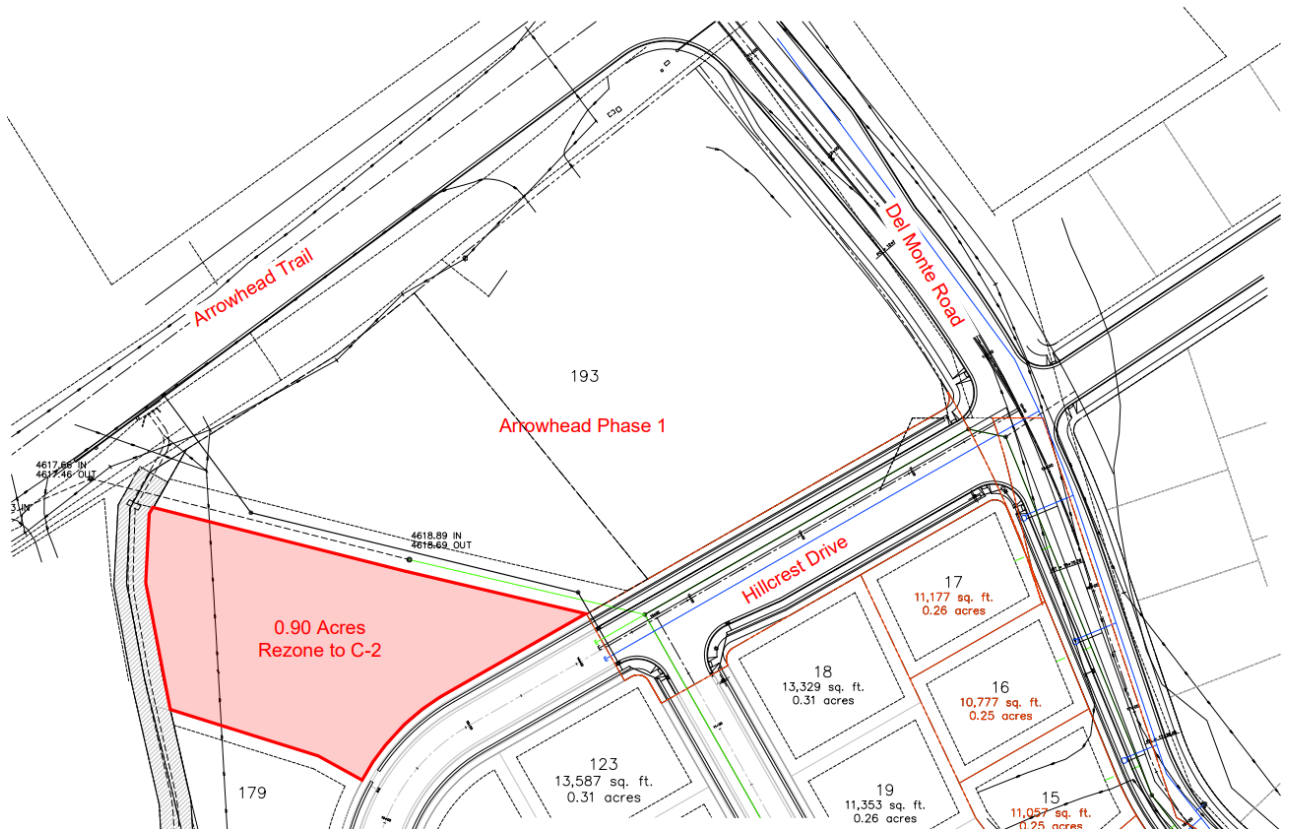 Arrowhead Trail
Del Monte Road
193
Arrowhead Phase 1
4617.66 IN
4617.46 OUT
4618.89 IN
4618.69 OUT
Hillcrest Drive
0.90 Acres
Rezone to C-2
17
11,177 sq. ft.
0.26 acres
18
13,329 sq. ft.
0.31 acres
16
10,777 sq. ft.
0.25 acres
123
13,587 sq. ft.
0.31 acres
179
19
11,353 sq. ft.
0.26 acres
15
11,057 sq. ft.
0.25 acres